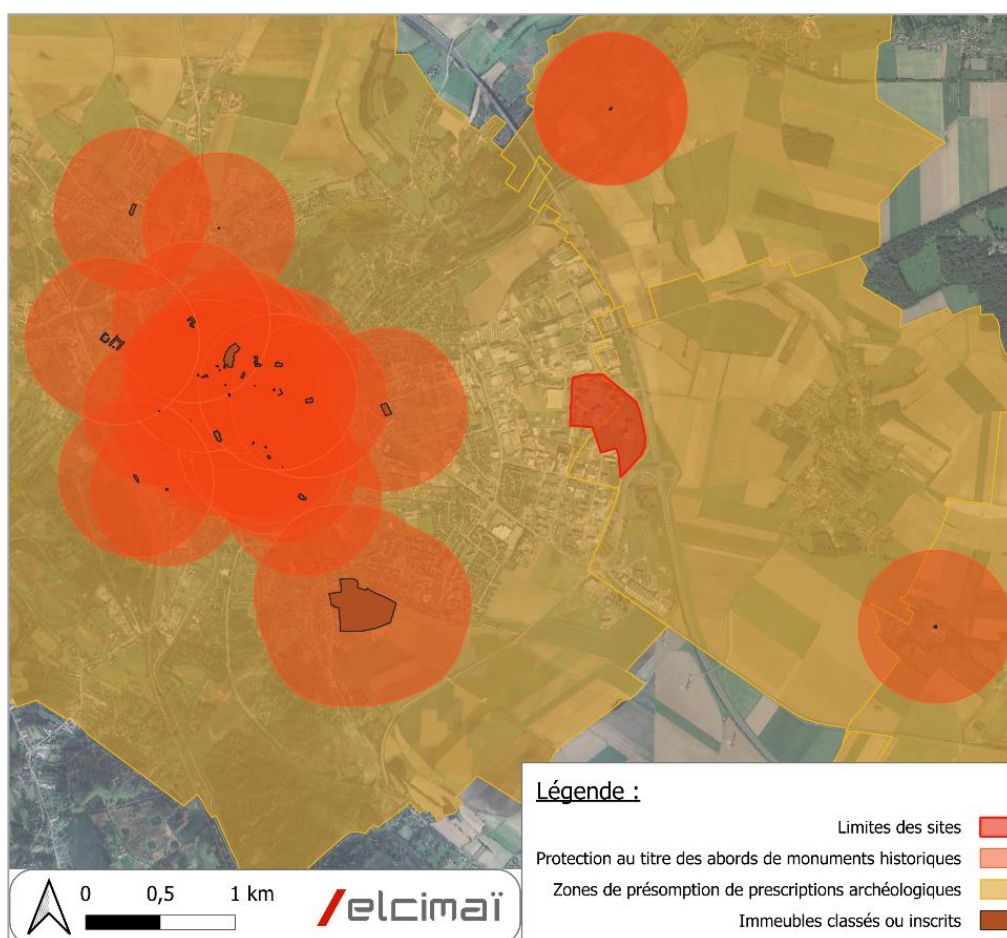 Légende :
Limites des sites
Protection au titre des abords de monuments historiques
Zones de présomption de prescriptions archéologiques
Immeubles classés ou inscrits
0 0,5 1 km
elcimaï